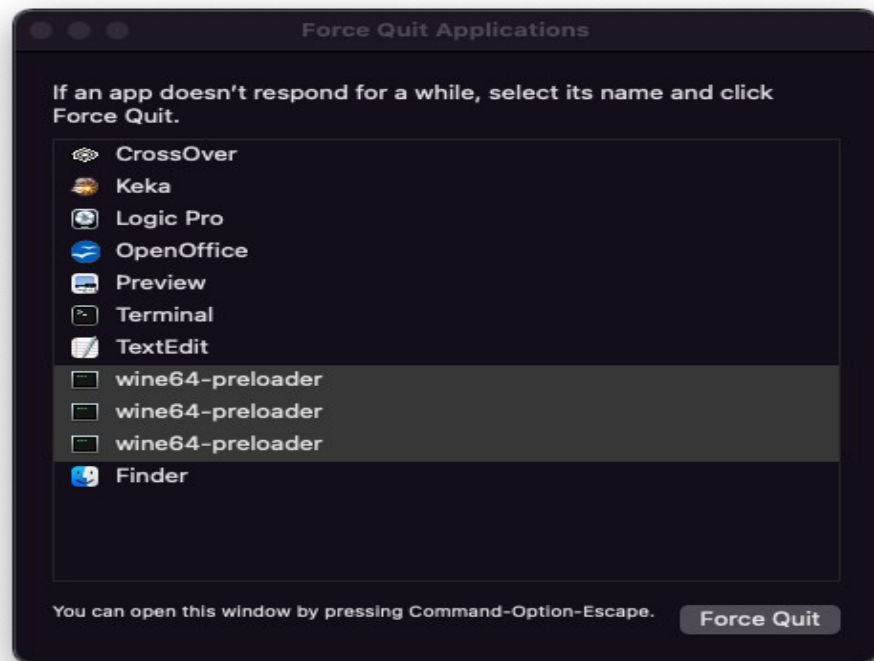 Force Quit Applications
If an app doesn't respond for a while, select its name and click
Force Quit.
CrossOver
Keka
Logic Pro
OpenOffice
Preview
Terminal
TextEdit
wine64-preloader
wine64-preloader
wine64-preloader
Finder
You can open this window by pressing Command-Option-Escape.
Force Quit